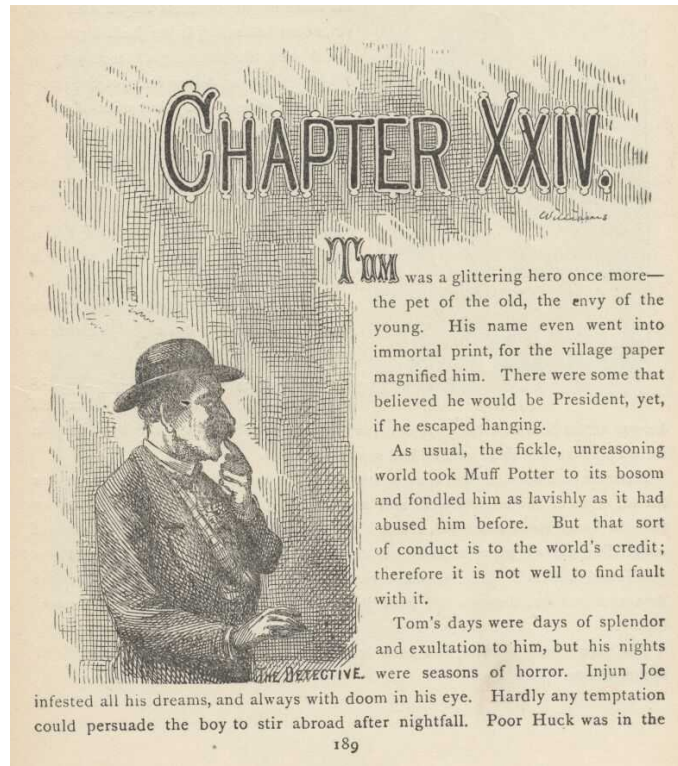 CHAPTER XXIV.
Williams
TOM was a glittering hero once more—
the pet of the old, the envy of the
young. His name even went into
immortal print, for the village paper
magnified him. There were some that
believed he would be President, yet,
if he escaped hanging.
As usual, the fickle, unreasoning
world took Muff Potter to its bosom
and fondled him as lavishly as it had
abused him before. But that sort
of conduct is to the world's credit;
therefore it is not well to find fault
with it.
Tom's days were days of splendor
and exultation to him, but his nights
THE DETECTIVE. were seasons of horror. Injun Joe
infested all his dreams, and always with doom in his eye. Hardly any temptation
could persuade the boy to stir abroad after nightfall. Poor Huck was in the
189